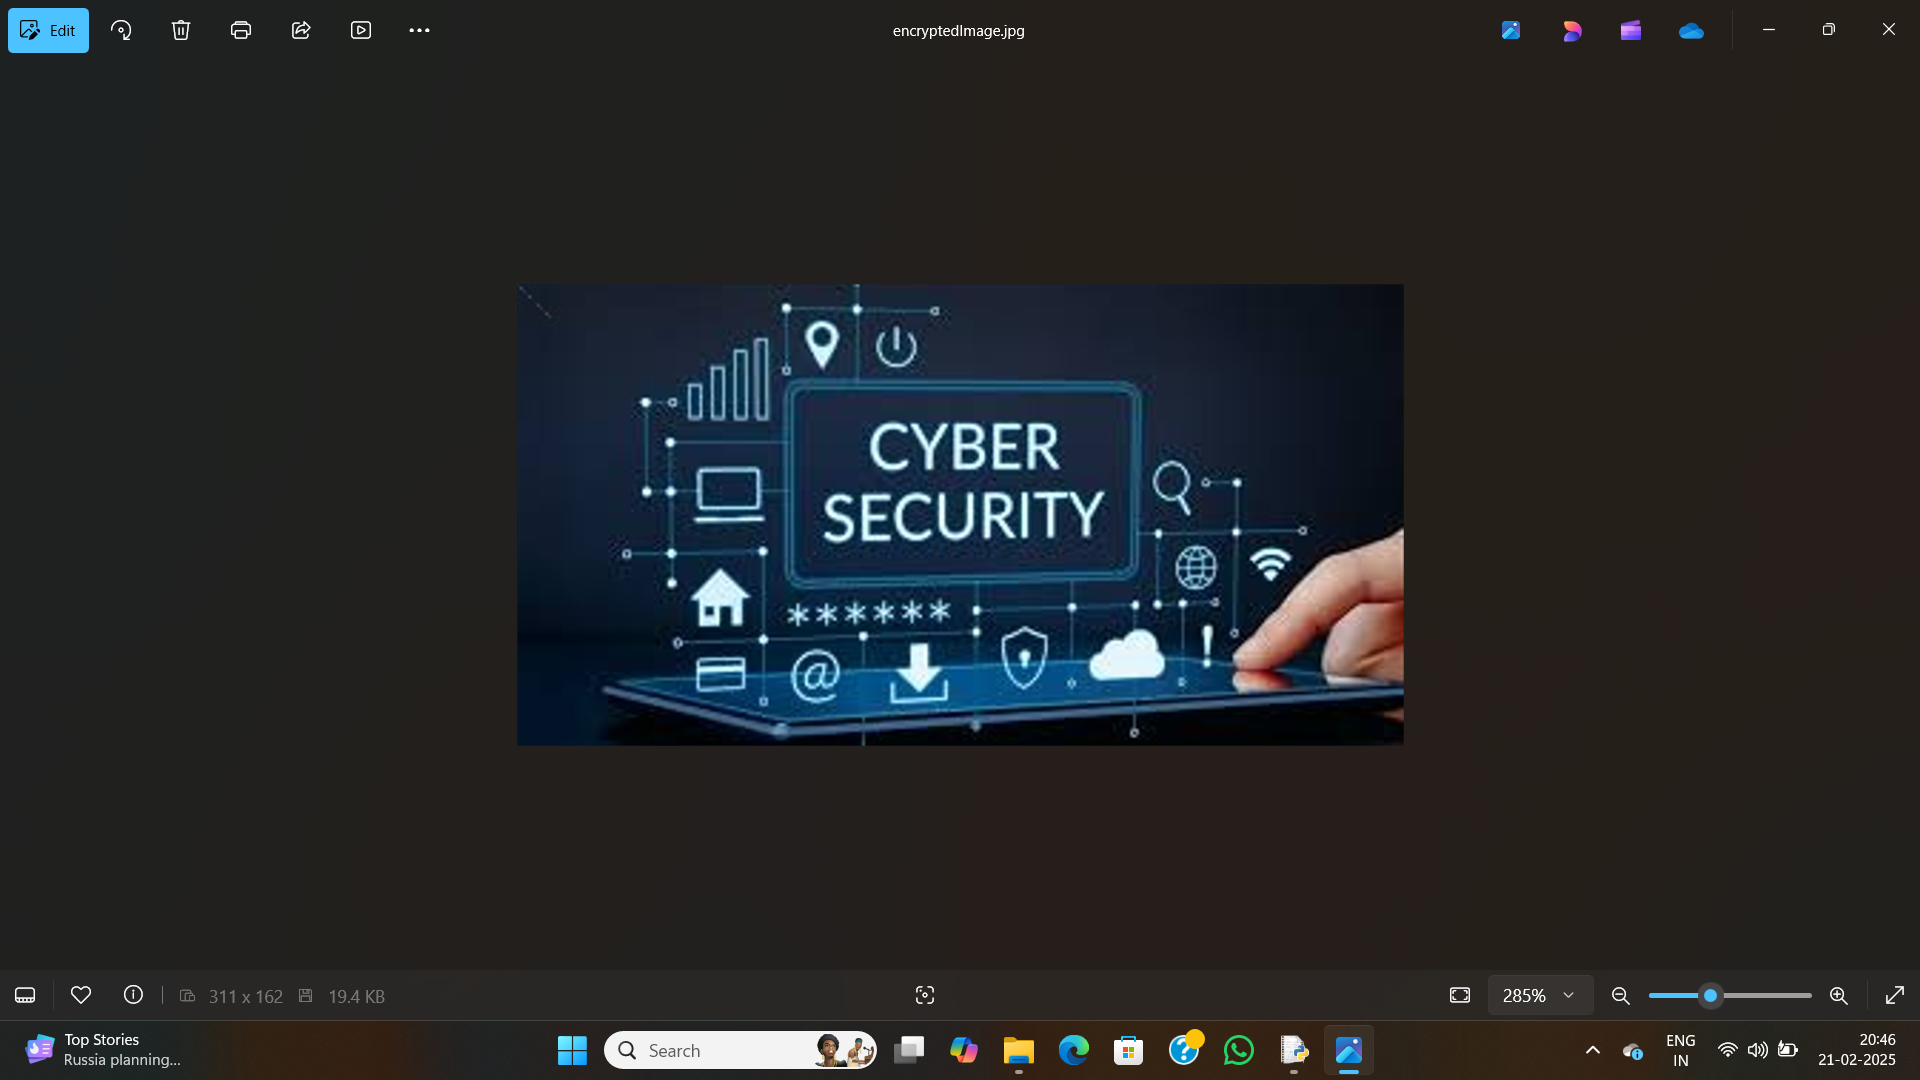 Edit
encryptedImage.jpg
CYBER
SECURITY
******
@
!
311 x 162
19.4 KB
285%
Top Stories
Russia planning...
Search
ENG
IN
20:46
21-02-2025